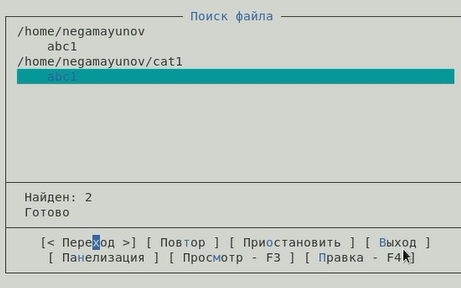 Поиск файла
/home/negamayunov
abc1
/home/negamayunov/cat1
abc1
Найден: 2
Готово
[< Переход >] [ Повтор ] [ Приостановить ] [ Выход ]
[ Панелизация ] [ Просмотр - F3 ] [ Правка - F4 ]